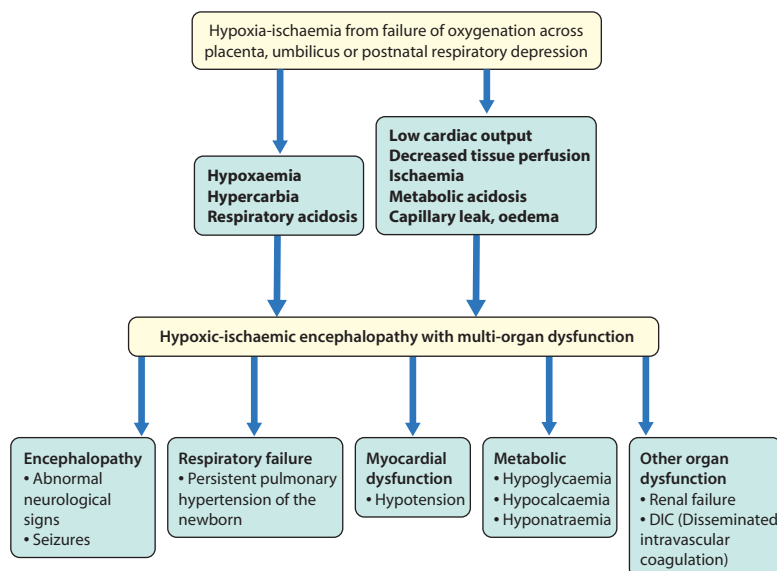 Hypoxia-ischaemia from failure of oxygenation across
placenta, umbilicus or postnatal respiratory depression
Hypoxaemia
Hypercarbia
Respiratory acidosis
Low cardiac output
Decreased tissue perfusion
Ischaemia
Metabolic acidosis
Capillary leak, oedema
Hypoxic-ischaemic encephalopathy with multi-organ dysfunction
Encephalopathy
• Abnormal
neurological
signs
• Seizures
Respiratory failure
• Persistent pulmonary
hypertension of the
newborn
Myocardial
dysfunction
• Hypotension
Metabolic
• Hypoglycaemia
• Hypocalcaemia
• Hyponatraemia
Other organ
dysfunction
• Renal failure
• DIC (Disseminated
intravascular
coagulation)